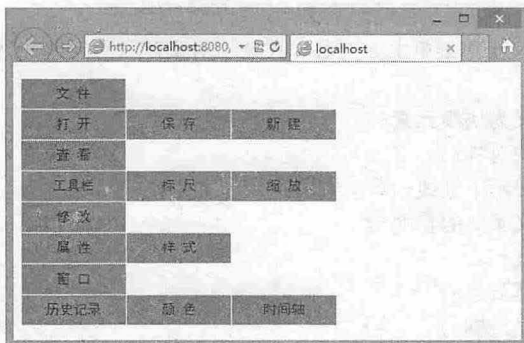 http://localhost:8080,
localhost
文 件
打 开 保 存 新 建
查 看
工具栏 标 尺 缩 放
修 改
属 性 样 式
窗 口
历史记录 颜 色 时间轴